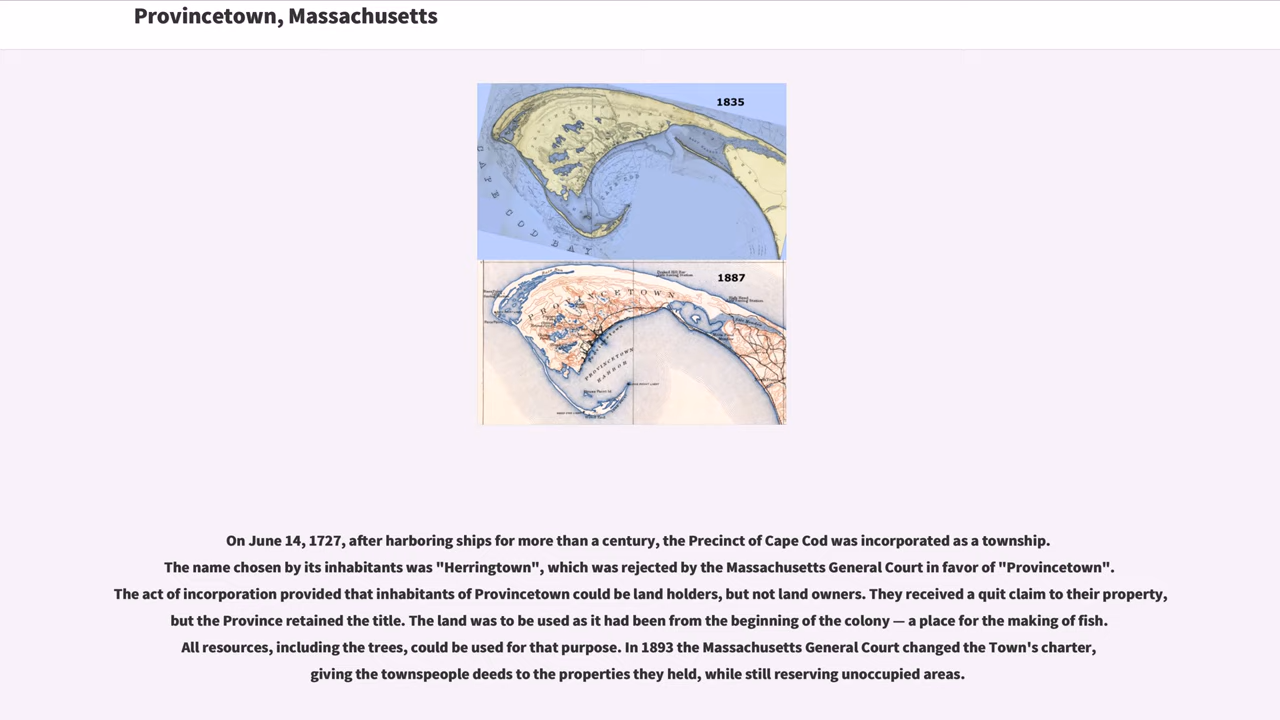 Provincetown, Massachusetts
1835
CAPE COD BAY
1887
PROVINCETOWN
PROVINCETOWN
HARBOR
On June 14, 1727, after harboring ships for more than a century, the Precinct of Cape Cod was incorporated as a township.
The name chosen by its inhabitants was "Herringtown", which was rejected by the Massachusetts General Court in favor of "Provincetown".
The act of incorporation provided that inhabitants of Provincetown could be land holders, but not land owners. They received a quit claim to their property,
but the Province retained the title. The land was to be used as it had been from the beginning of the colony — a place for the making of fish.
All resources, including the trees, could be used for that purpose. In 1893 the Massachusetts General Court changed the Town's charter,
giving the townspeople deeds to the properties they held, while still reserving unoccupied areas.